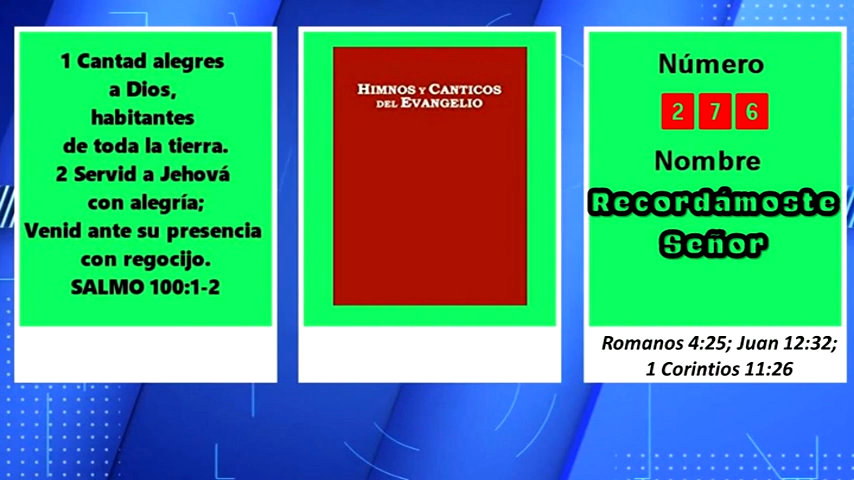 1 Cantad alegres
a Dios,
habitantes
de toda la tierra.
2 Servid a Jehová
con alegría;
Venid ante su presencia
con regocijo.
SALMO 100:1-2
HIMNOS Y CANTICOS
DEL EVANGELIO
Número
2 7 6
Nombre
Recordámoste
Señor
Romanos 4:25; Juan 12:32;
1 Corintios 11:26